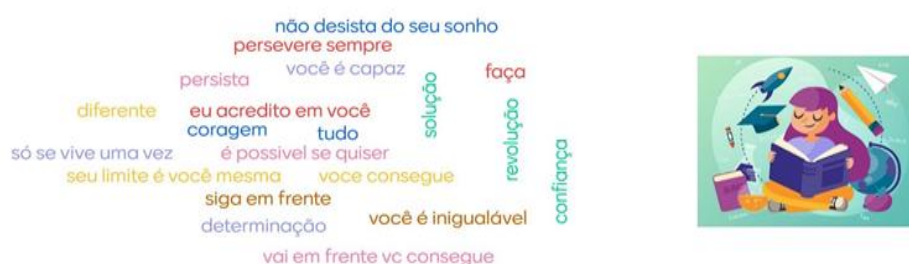 não desista do seu sonho
persevere sempre
você é capaz
faça
persista
solução
diferente
eu acredito em você
revolução
coragem
tudo
confiança
só se vive uma vez
é possivel se quiser
seu limite é você mesma
voce consegue
siga em frente
você é inigualável
determinação
vai em frente vc consegue